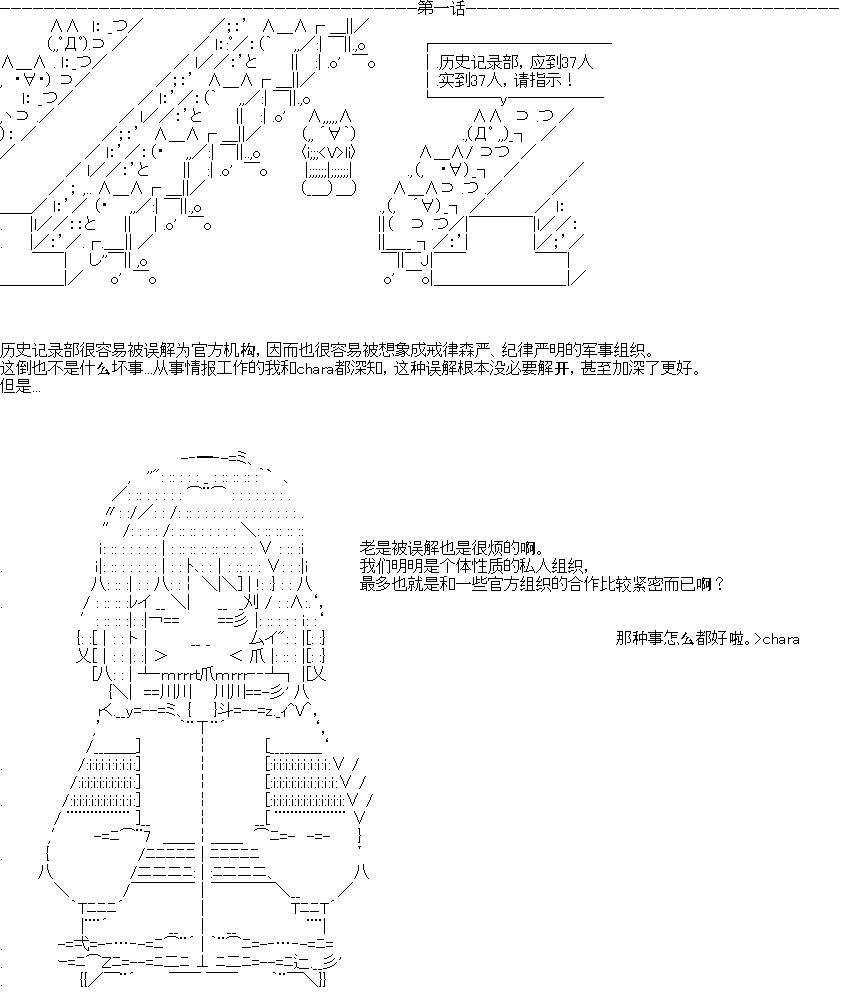 第一话
历史记录部，应到37人
实到37人，请指示！
历史记录部很容易被误解为官方机构，因而也很容易被想象成戒律森严、纪律严明的军事组织。
这倒也不是什么坏事...从事情报工作的我和chara都深知，这种误解根本没必要解开，甚至加深了更好。
但是...
老是被误解也是很烦的啊。
我们明明是个体性质的私人组织，
最多也就是和一些官方组织的合作比较紧密而已啊？
那种事怎么都好啦。>chara